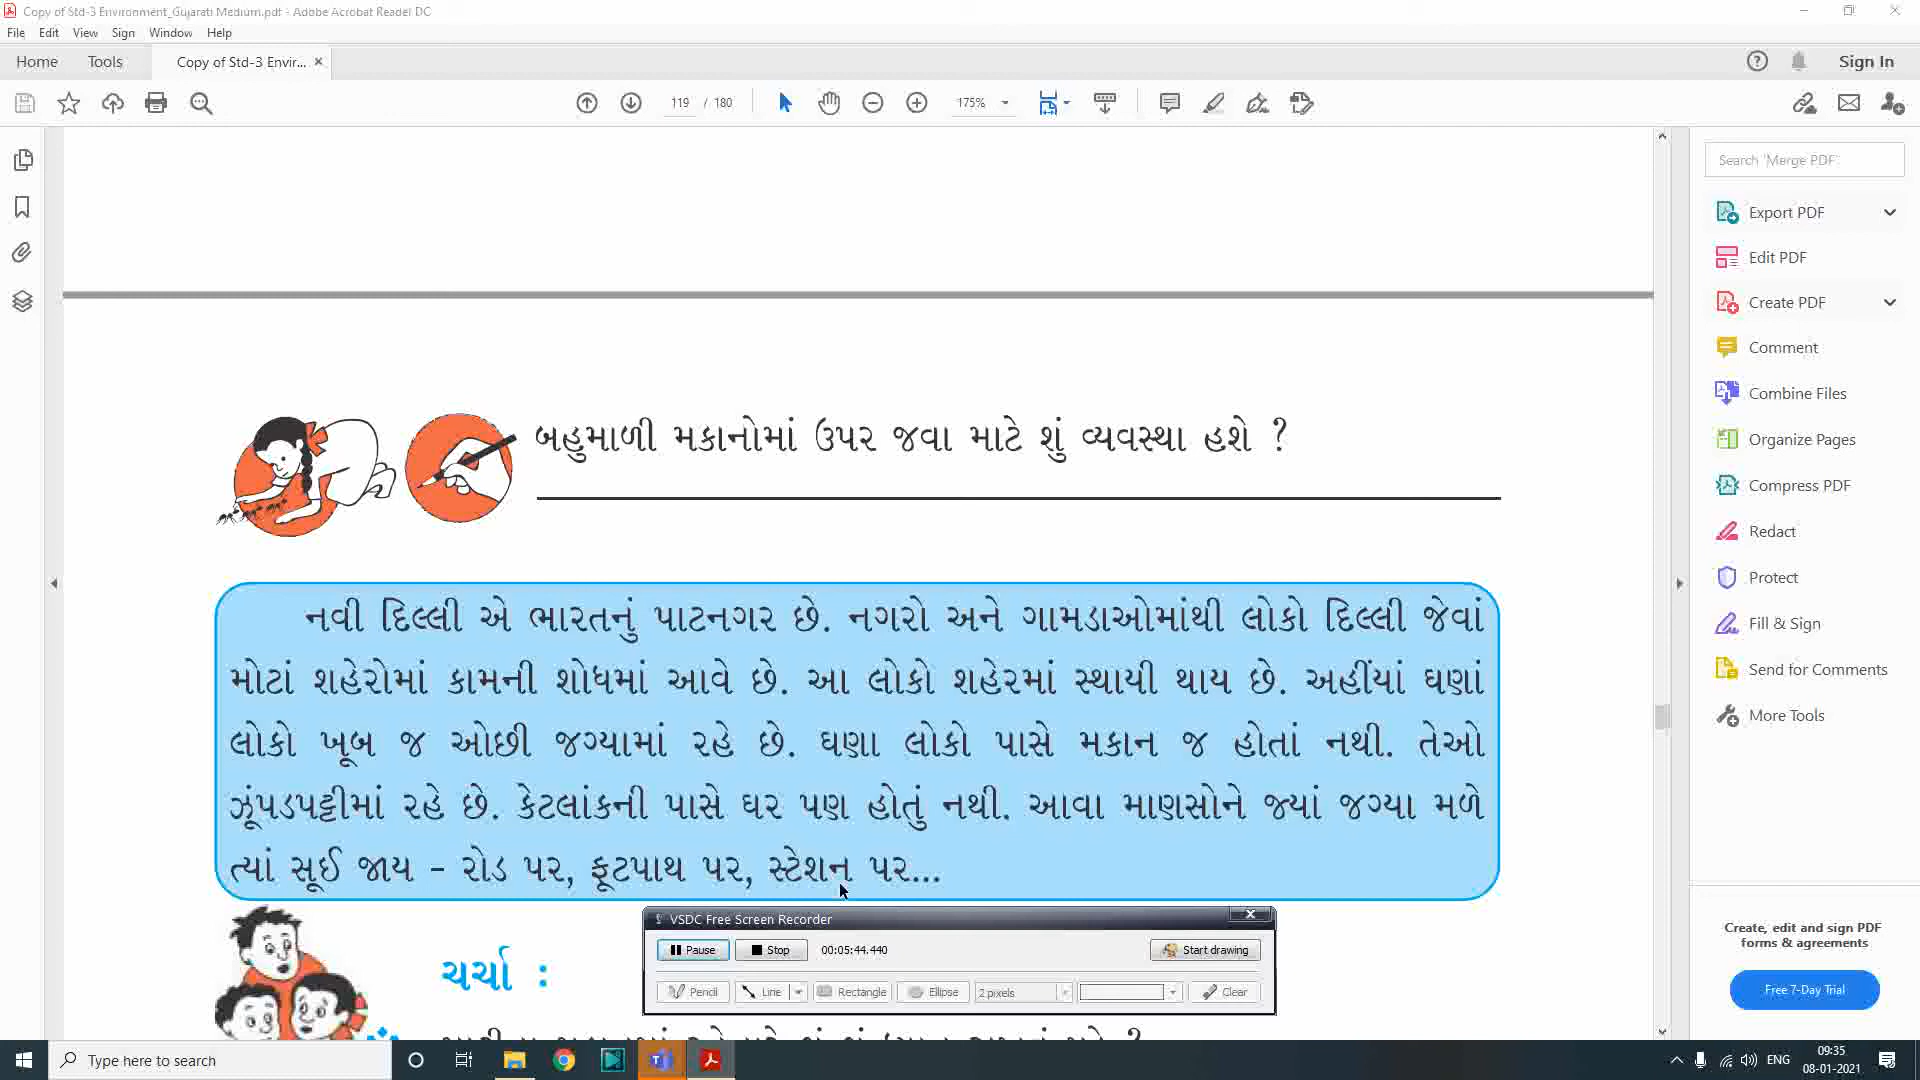 Copy of Std-3 Environment_Gujarati Medium.pdf - Adobe Acrobat Reader DC
File Edit View Sign Window Help
Home Tools Copy of Std-3 Envir... × Sign In
119 / 180 175%
Search 'Merge PDF'
Export PDF
Edit PDF
Create PDF
Comment
Combine Files
Organize Pages
Compress PDF
Redact
Protect
Fill & Sign
Send for Comments
More Tools
Create, edit and sign PDF
forms & agreements
Free 7-Day Trial
બહુમાળી મકાનોમાં ઉપર જવા માટે શું વ્યવસ્થા હશે ?
નવી દિલ્લી એ ભારતનું પાટનગર છે. નગરો અને ગામડાઓમાંથી લોકો દિલ્લી જેવાં
મોટાં શહેરોમાં કામની શોધમાં આવે છે. આ લોકો શહેરમાં સ્થાયી થાય છે. અહીંયાં ઘણાં
લોકો ખૂબ જ ઓછી જગ્યામાં રહે છે. ઘણા લોકો પાસે મકાન જ હોતાં નથી. તેઓ
ઝૂંપડપટ્ટીમાં રહે છે. કેટલાંકની પાસે ઘર પણ હોતું નથી. આવા માણસોને જ્યાં જગ્યા મળે
ત્યાં સૂઈ જાય - રોડ પર, ફૂટપાથ પર, સ્ટેશન પર...
ચર્ચા :
VSDC Free Screen Recorder
Pause Stop 00:05:44.440 Start drawing
Pencil Line Rectangle Ellipse 2 pixels Clear
Type here to search
ENG 09:35
08-01-2021